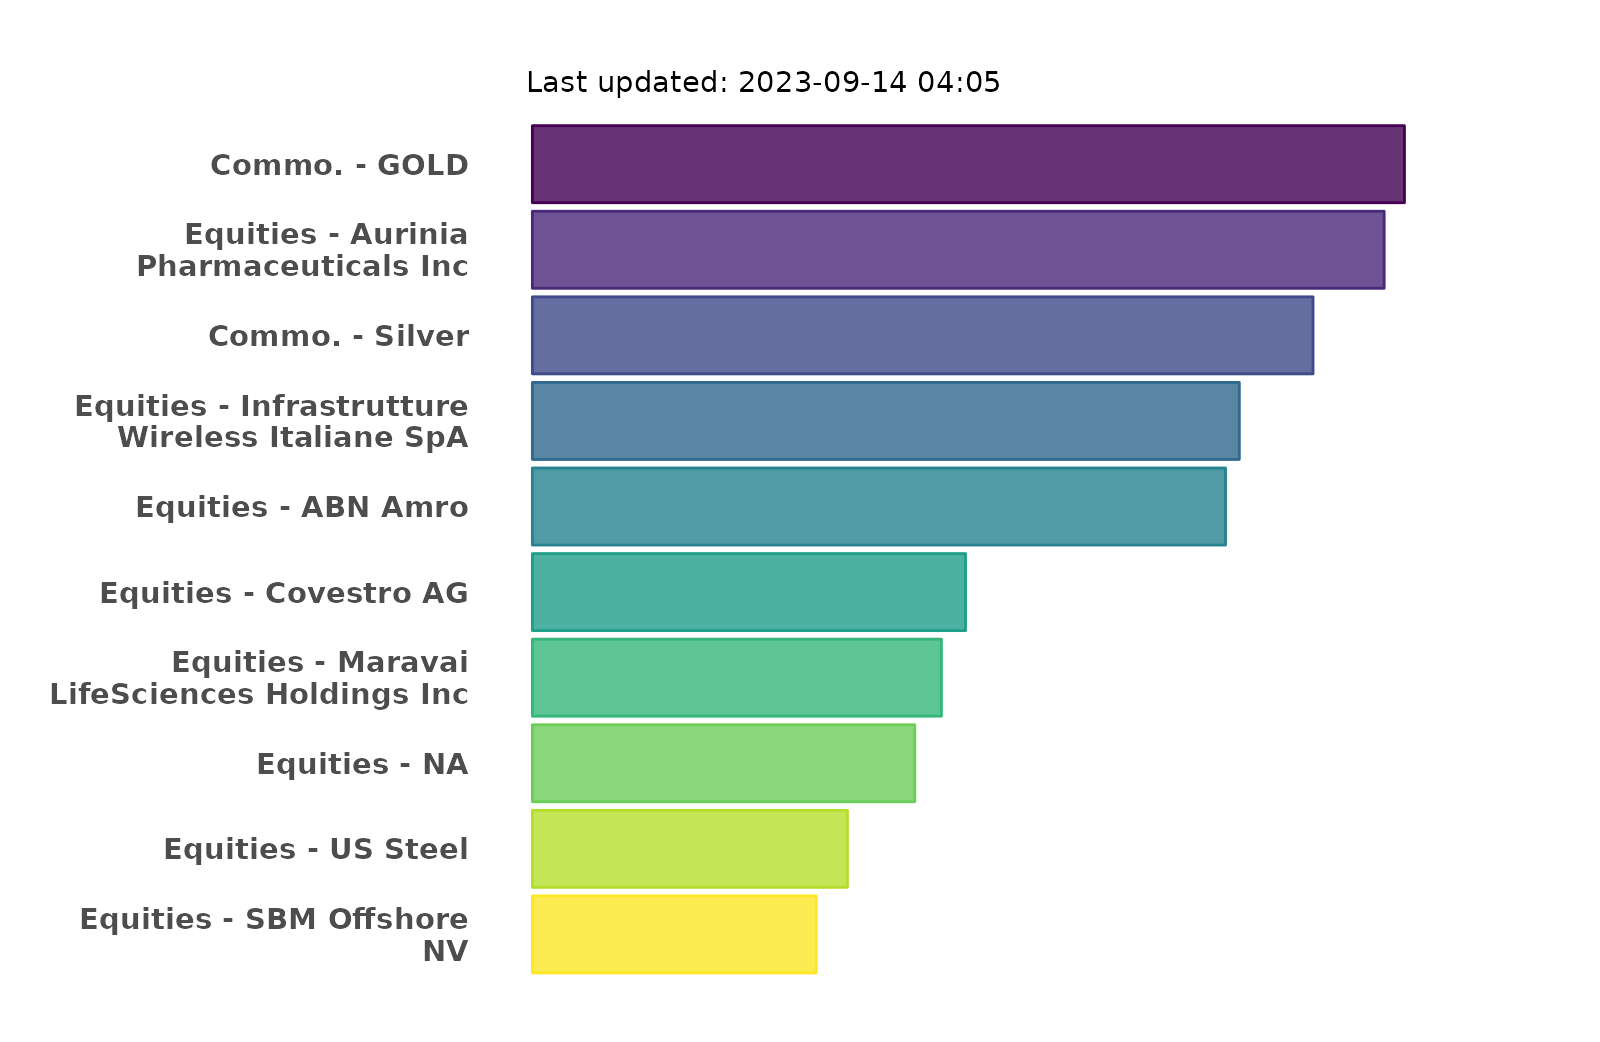 Last updated: 2023-09-14 04:05
Commo. - GOLD
Equities - Aurinia
Pharmaceuticals Inc
Commo. - Silver
Equities - Infrastrutture
Wireless Italiane SpA
Equities - ABN Amro
Equities - Covestro AG
Equities - Maravai
LifeSciences Holdings Inc
Equities - NA
Equities - US Steel
Equities - SBM Offshore
NV